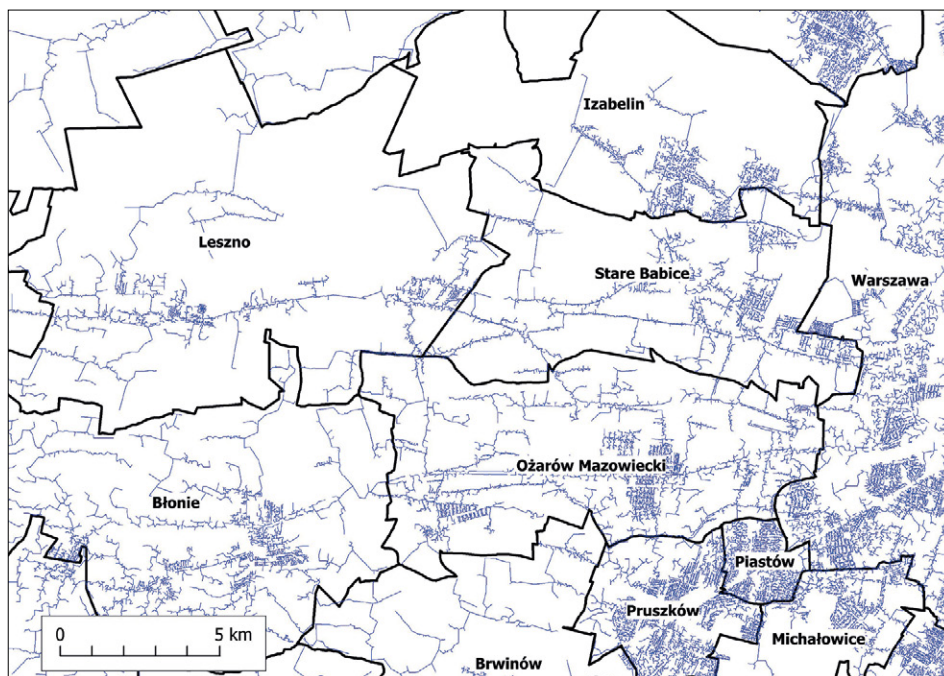 Izabelin
Leszno
Stare Babice
Warszawa
Ożarów Mazowiecki
Błonie
Piastów
Pruszków
Michałowice
Brwinów
0 5 km